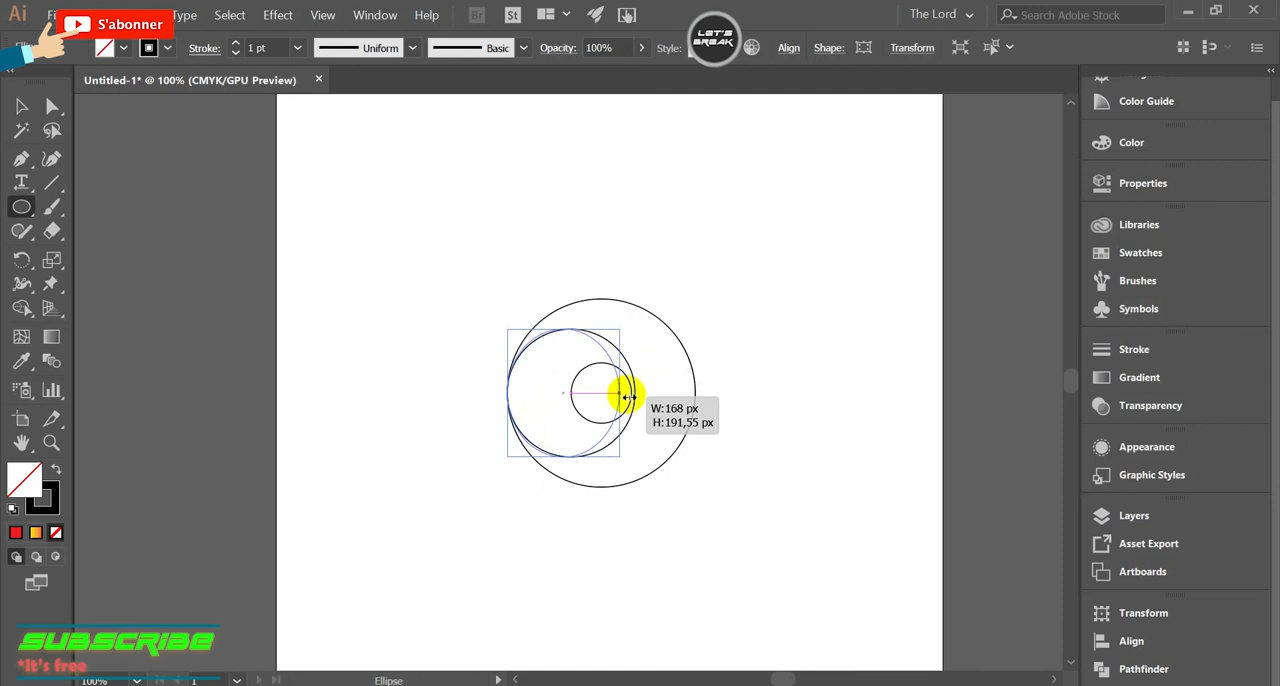 Ai Type Select Effect View Window Help Br St The Lord Search Adobe Stock
S'abonner
Stroke: 1 pt Uniform Basic Opacity: 100% Style: Align Shape: Transform
LET'S
BREAK
Untitled-1* @ 100% (CMYK/GPU Preview)
Color Guide
Color
Properties
Libraries
Swatches
Brushes
Symbols
Stroke
Gradient
Transparency
Appearance
Graphic Styles
Layers
Asset Export
Artboards
Transform
Align
Pathfinder
W:168 px
H:191,55 px
SUBSCRIBE
*It's free
100% 1 Ellipse